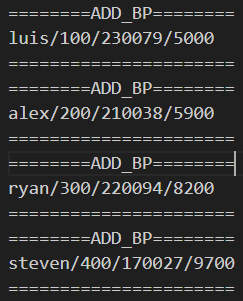 ========ADD_BP========
luis/100/230079/5000
======================
========ADD_BP========
alex/200/210038/5900
======================
========ADD_BP========
ryan/300/220094/8200
======================
========ADD_BP========
steven/400/170027/9700
======================